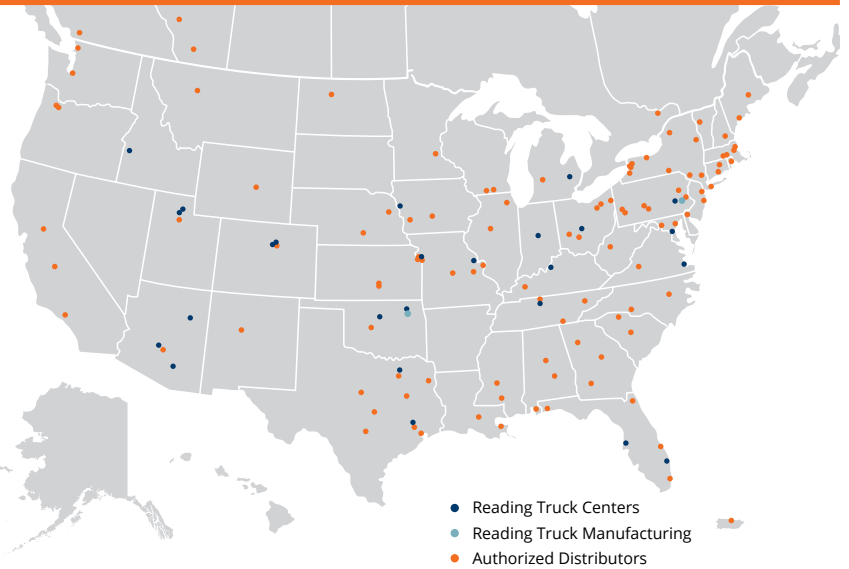 Reading Truck Centers
Reading Truck Manufacturing
Authorized Distributors